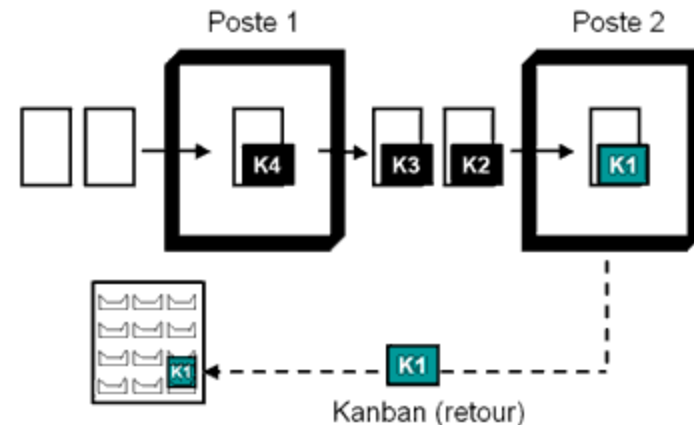 Poste 1
Poste 2
K4
K3
K2
K1
K1
K1
Kanban (retour)